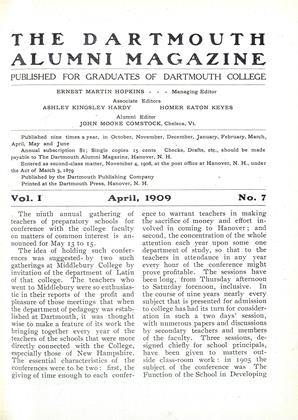 THE DARTMOUTH
ALUMNI MAGAZINE
PUBLISHED FOR GRADUATES OF DARTMOUTH COLLEGE
ERNEST MARTIN HOPKINS - - - Managing Editor
Associate Editors
ASHLEY KINGSLEY HARDY HOMER EATON KEYES
Alumni Editor
JOHN MOORE COMSTOCK, Chelsea, Vt.
Published nine times a year, in October, November, December, January, February, March,
April, May and June
Annual subscription $1; Single copies 15 cents Checks, Drafts, etc., should be made
payable to The Dartmouth Alumni Magazine, Hanover, N. H.
Entered as second-class matter, November 4, 1908, at the post office at Hanover, N. H., under
the Act of March 3, 1879
Published by the Dartmouth Publishing Company
Printed at the Dartmouth Press, Hanover, N. H.
Vol. I April, 1909 No. 7
The ninth annual gathering of
teachers of preparatory schools for
conference with the college faculty
on matters of common interest is an-
nounced for May 13 to 15.
The idea of holding such confer-
ences was suggested by two such
gatherings at Middlebury College by
invitation of the department of Latin
of that college. The teachers who
went to Middlebury were so enthusias-
tic in their reports of the profit and
pleasure of those meetings that when
the department of pedagogy was estab-
lished at Dartmouth, it was thought
wise to make a feature of its work the
bringing together every year of the
teachers of the schools that were more
directly connected with the College,
especially those of New Hampshire.
The essential characteristics of the
conferences were to be two: first, the
giving of time enough to each confer-
ence to warrant teachers in making
the sacrifice of money and effort in-
volved in coming to Hanover; and
second, the concentration of the whole
attention each year upon some one
department of study, so that to the
teachers in attendance in any year
every hour of the conference might
prove profitable. The sessions have
been long, from Thursday afternoon to
Saturday forenoon, inclusive. In
the course of nine years nearly every
subject that is presented for admission
to college has had its turn for consider-
ation in such a two days' session,
with numerous papers and discussions
by secondary teachers and members
of the faculty. Three sessions, de-
signed chiefly for school principals,
have been given to matters out-
side class-room work: in 1905 the
subject of the conference was The
Function of the School in Developing